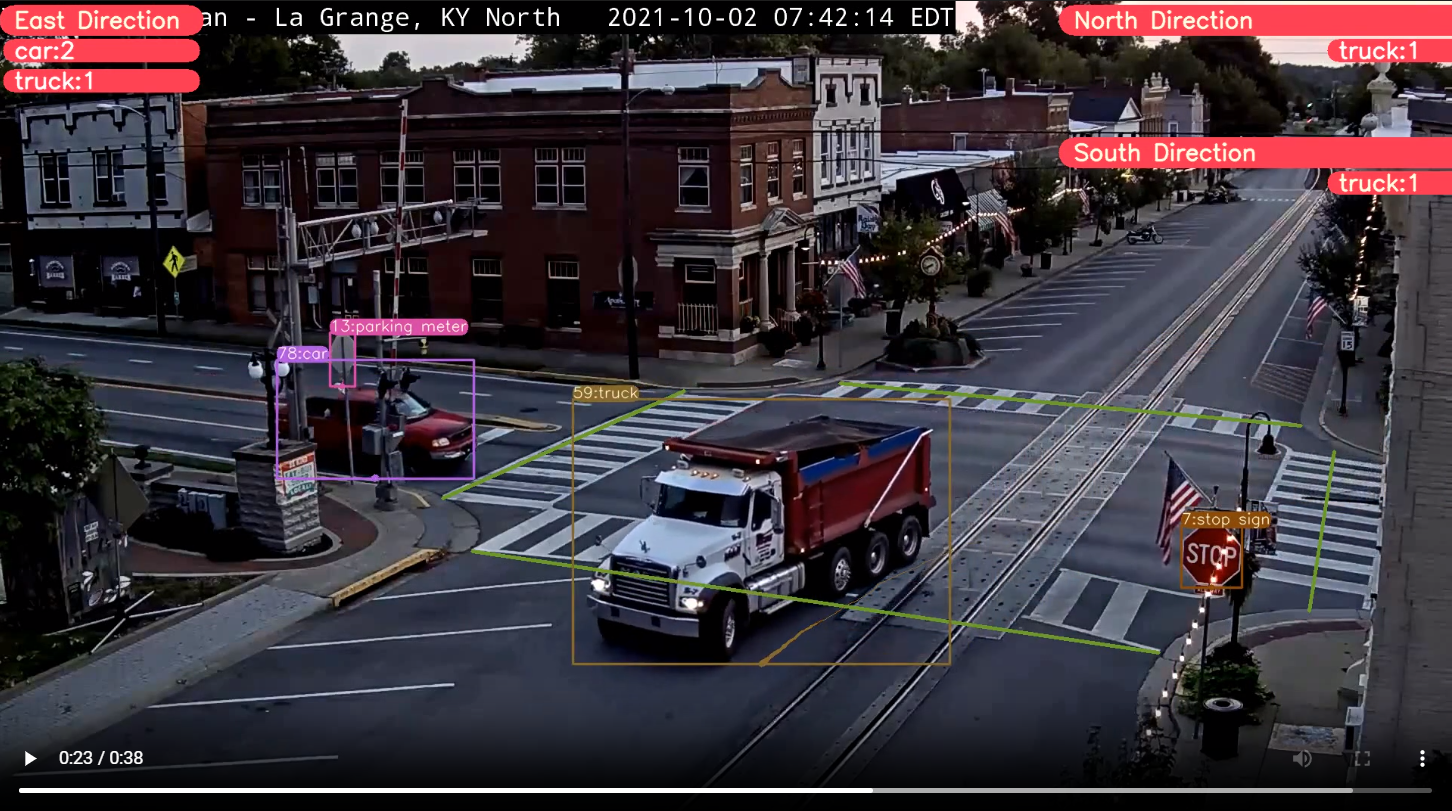 East Direction
an - La Grange, KY North 2021-10-02 07:42:14 EDT
North Direction
car:2
truck:1
truck:1
South Direction
truck:1
13:parking meter
78:car
59:truck
7:stop sign
STOP
0:23 / 0:38